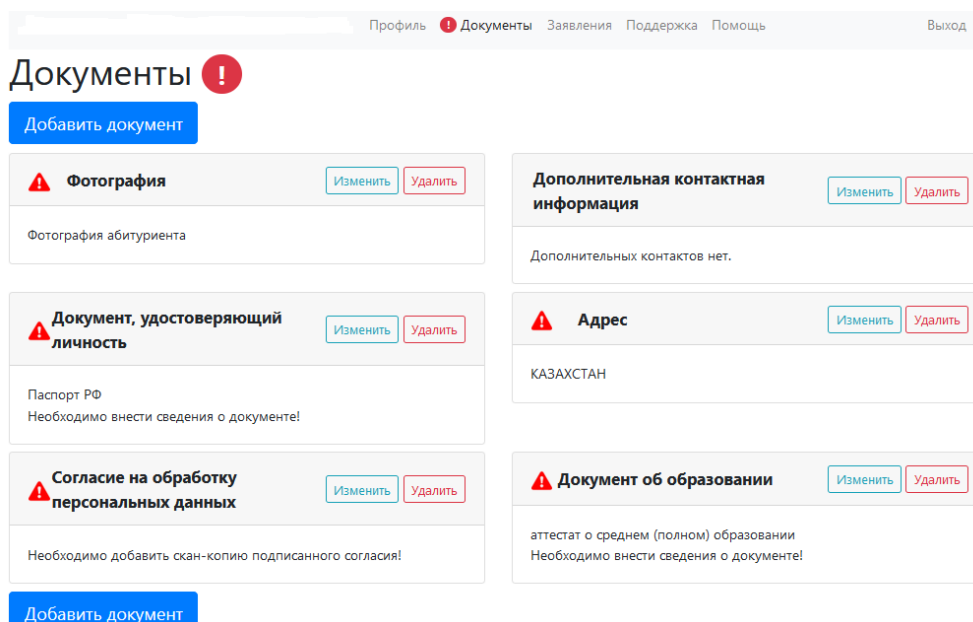 Профиль ! Документы Заявления Поддержка Помощь Выход
Документы !
Добавить документ
Фотография Изменить Удалить
Фотография абитуриента
Дополнительная контактная
информация
Изменить Удалить
Дополнительных контактов нет.
Документ, удостоверяющий
личность
Изменить Удалить
Паспорт РФ
Необходимо внести сведения о документе!
Адрес Изменить Удалить
КАЗАХСТАН
Согласие на обработку
персональных данных
Изменить Удалить
Необходимо добавить скан-копию подписанного согласия!
Документ об образовании Изменить Удалить
аттестат о среднем (полном) образовании
Необходимо внести сведения о документе!
Добавить документ